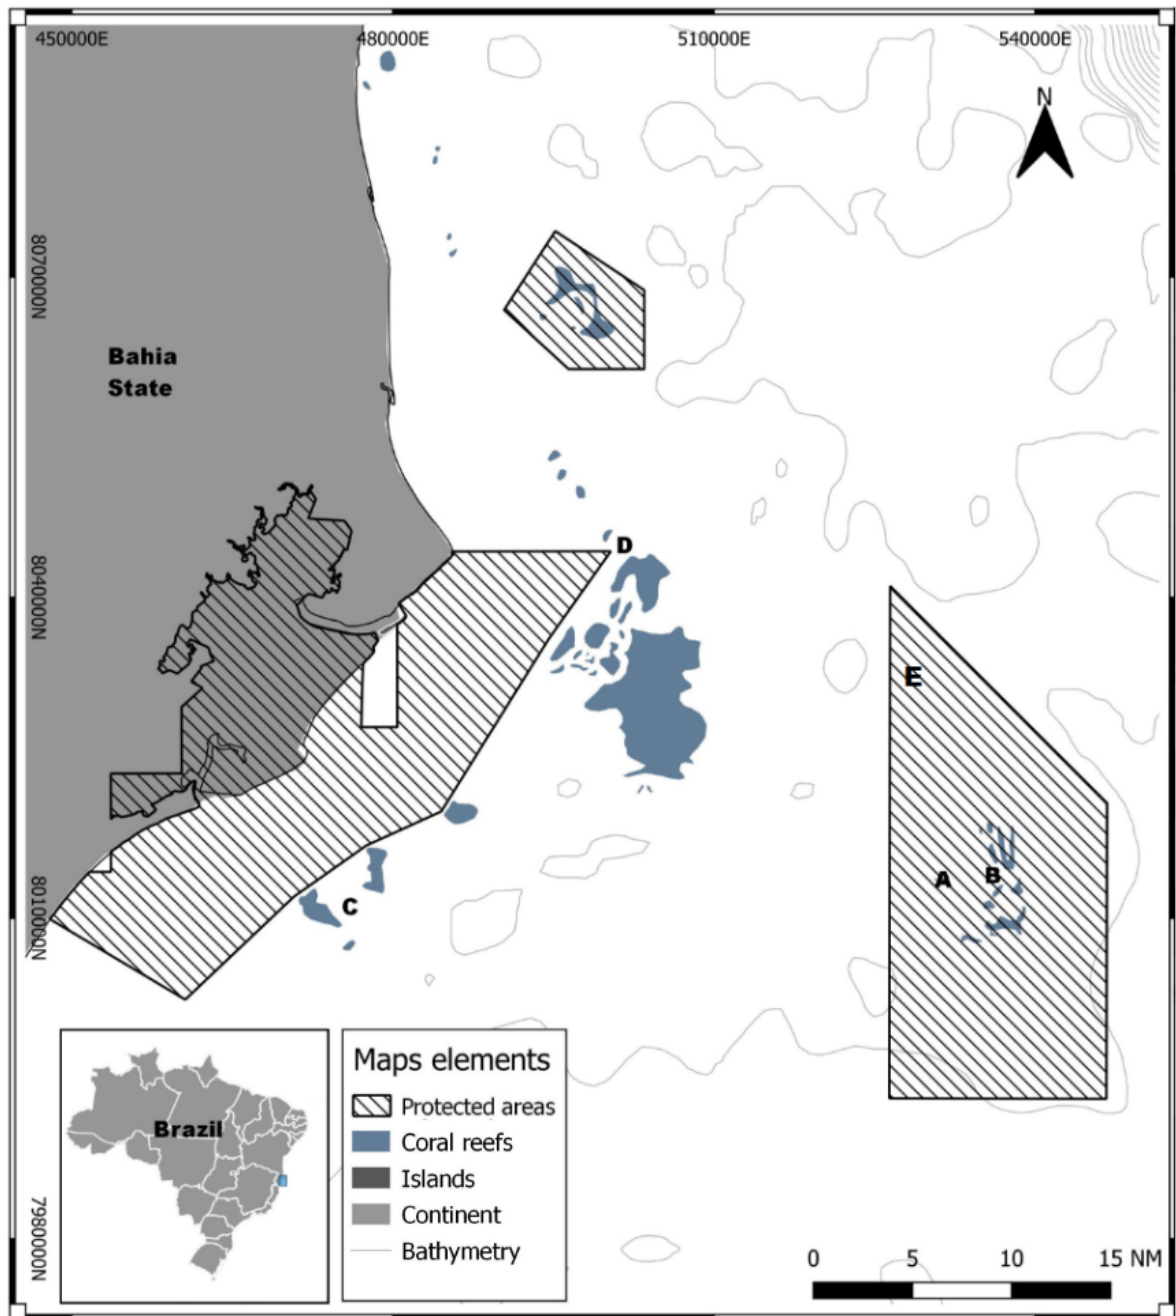 450000E 480000E 510000E 540000E
N
8070000N
Bahia
State
D
8040000N
E
A
B
C
8010000N
Maps elements
Protected areas
Coral reefs
Islands
Continent
Bathymetry
Brazil
7980000N
0 5 10 15 NM